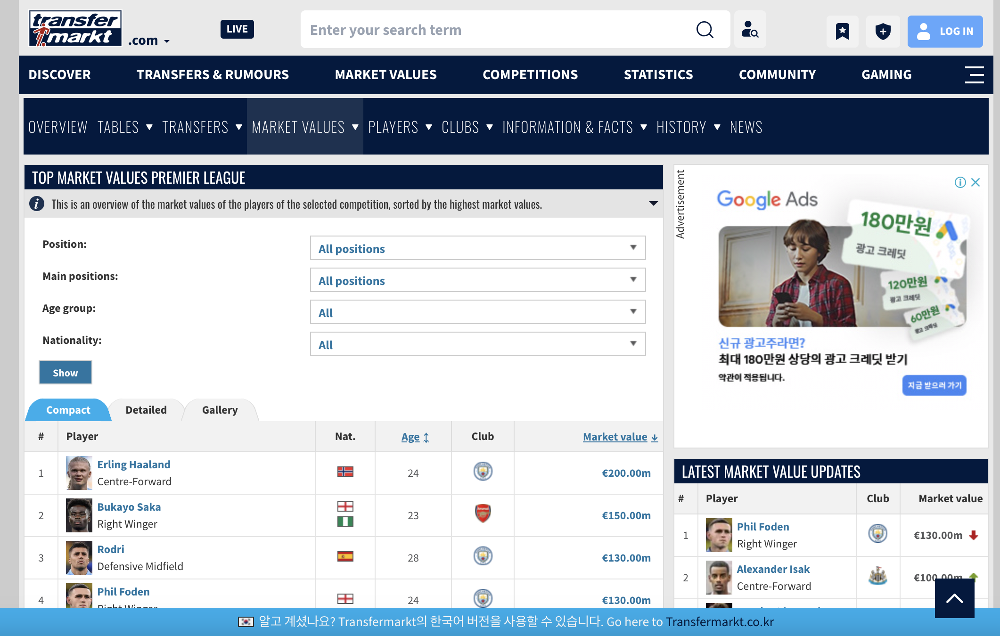 transfer
markt
.com
LIVE
Enter your search term
LOG IN
DISCOVER TRANSFERS & RUMOURS MARKET VALUES COMPETITIONS STATISTICS COMMUNITY GAMING
OVERVIEW TABLES TRANSFERS MARKET VALUES PLAYERS CLUBS INFORMATION & FACTS HISTORY NEWS
TOP MARKET VALUES PREMIER LEAGUE
This is an overview of the market values of the players of the selected competition, sorted by the highest market values.
Position: All positions
Main positions: All positions
Age group: All
Nationality: All
Show
Compact Detailed Gallery
# Player Nat. Age Club Market value
1 Erling Haaland 24 €200.00m
Centre-Forward
2 Bukayo Saka 23 €150.00m
Right Winger
3 Rodri 28 €130.00m
Defensive Midfield
4 Phil Foden 24 €130.00m
Right Winger
Advertisement
Google Ads
180만원
광고 크레딧
120만원
광고 크레딧
60만원
광고 크레딧
신규 광고주라면?
최대 180만원 상당의 광고 크레딧 받기
약관이 적용됩니다.
지금 받으러 가기
LATEST MARKET VALUE UPDATES
# Player Club Market value
1 Phil Foden €130.00m
Right Winger
2 Alexander Isak €100.00m
Centre-Forward
알고 계셨나요? Transfermarkt의 한국어 버전을 사용할 수 있습니다. Go here to Transfermarkt.co.kr